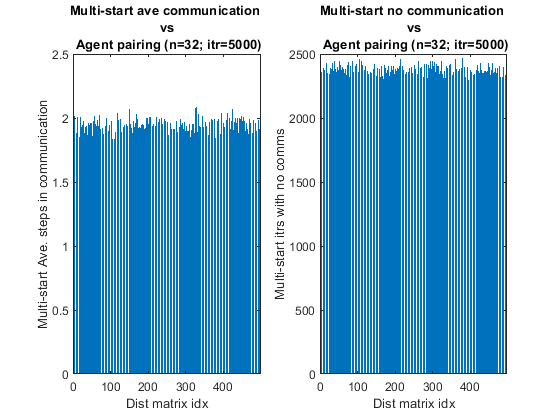 Multi-start ave communication
vs
Agent pairing (n=32; itr=5000)
Multi-start Ave. steps in communication
2.5
2
1.5
1
0.5
0
0 100 200 300 400
Dist matrix idx
Multi-start no communication
vs
Agent pairing (n=32; itr=5000)
Multi-start itrs with no comms
2500
2000
1500
1000
500
0
0 100 200 300 400
Dist matrix idx